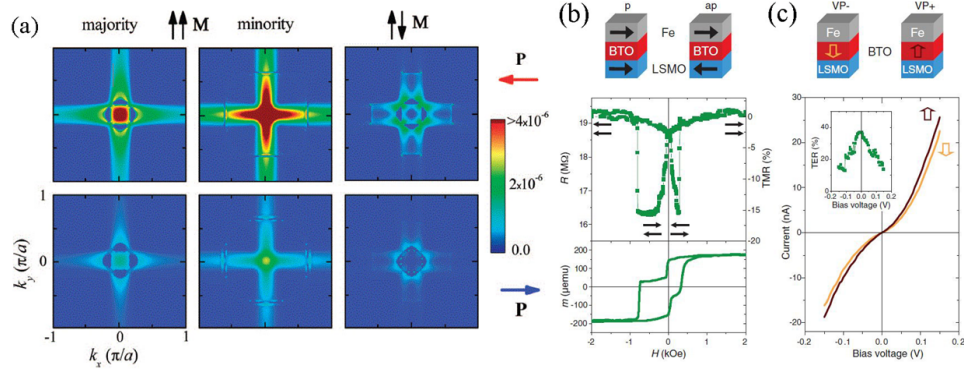 (a)
majority
M
minority
M
P
>4x10⁻⁶
2x10⁻⁶
0.0
P
k_y (π/a)
1
0
-1
0
1
k_x (π/a)
(b)
p
ap
Fe
BTO
BTO
LSMO
19
18
17
16
R (MΩ)
0
-5
-10
-15
-20
TMR (%)
200
100
0
-100
-200
m (µemu)
-2
-1
0
1
2
H (kOe)
(c)
VP-
VP+
Fe
Fe
BTO
LSMO
LSMO
30
20
10
0
-10
-20
Current (nA)
TER (%)
40
20
0
-0.2
-0.1
0.0
0.1
0.2
Bias voltage (V)
-0.2
-0.1
0.0
0.1
0.2
Bias voltage (V)